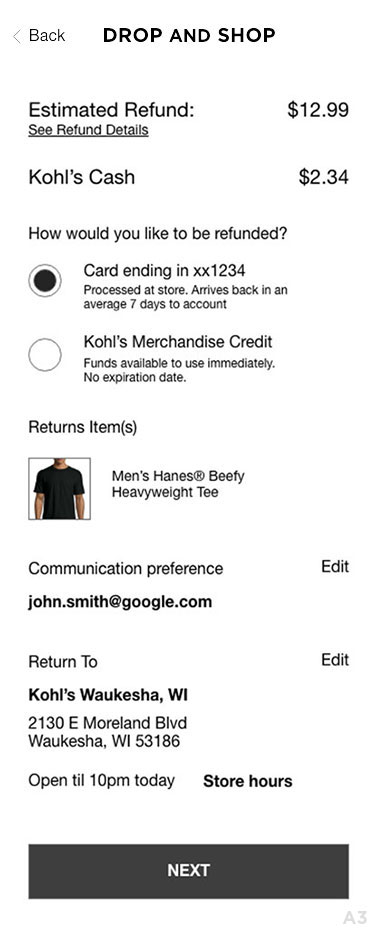 Back DROP AND SHOP
Estimated Refund: $12.99
See Refund Details
Kohl's Cash $2.34
How would you like to be refunded?
Card ending in xx1234
Processed at store. Arrives back in an
average 7 days to account
Kohl's Merchandise Credit
Funds available to use immediately.
No expiration date.
Returns Item(s)
Men's Hanes® Beefy
Heavyweight Tee
Communication preference Edit
john.smith@google.com
Return To Edit
Kohl's Waukesha, WI
2130 E Moreland Blvd
Waukesha, WI 53186
Open til 10pm today Store hours
NEXT
A3